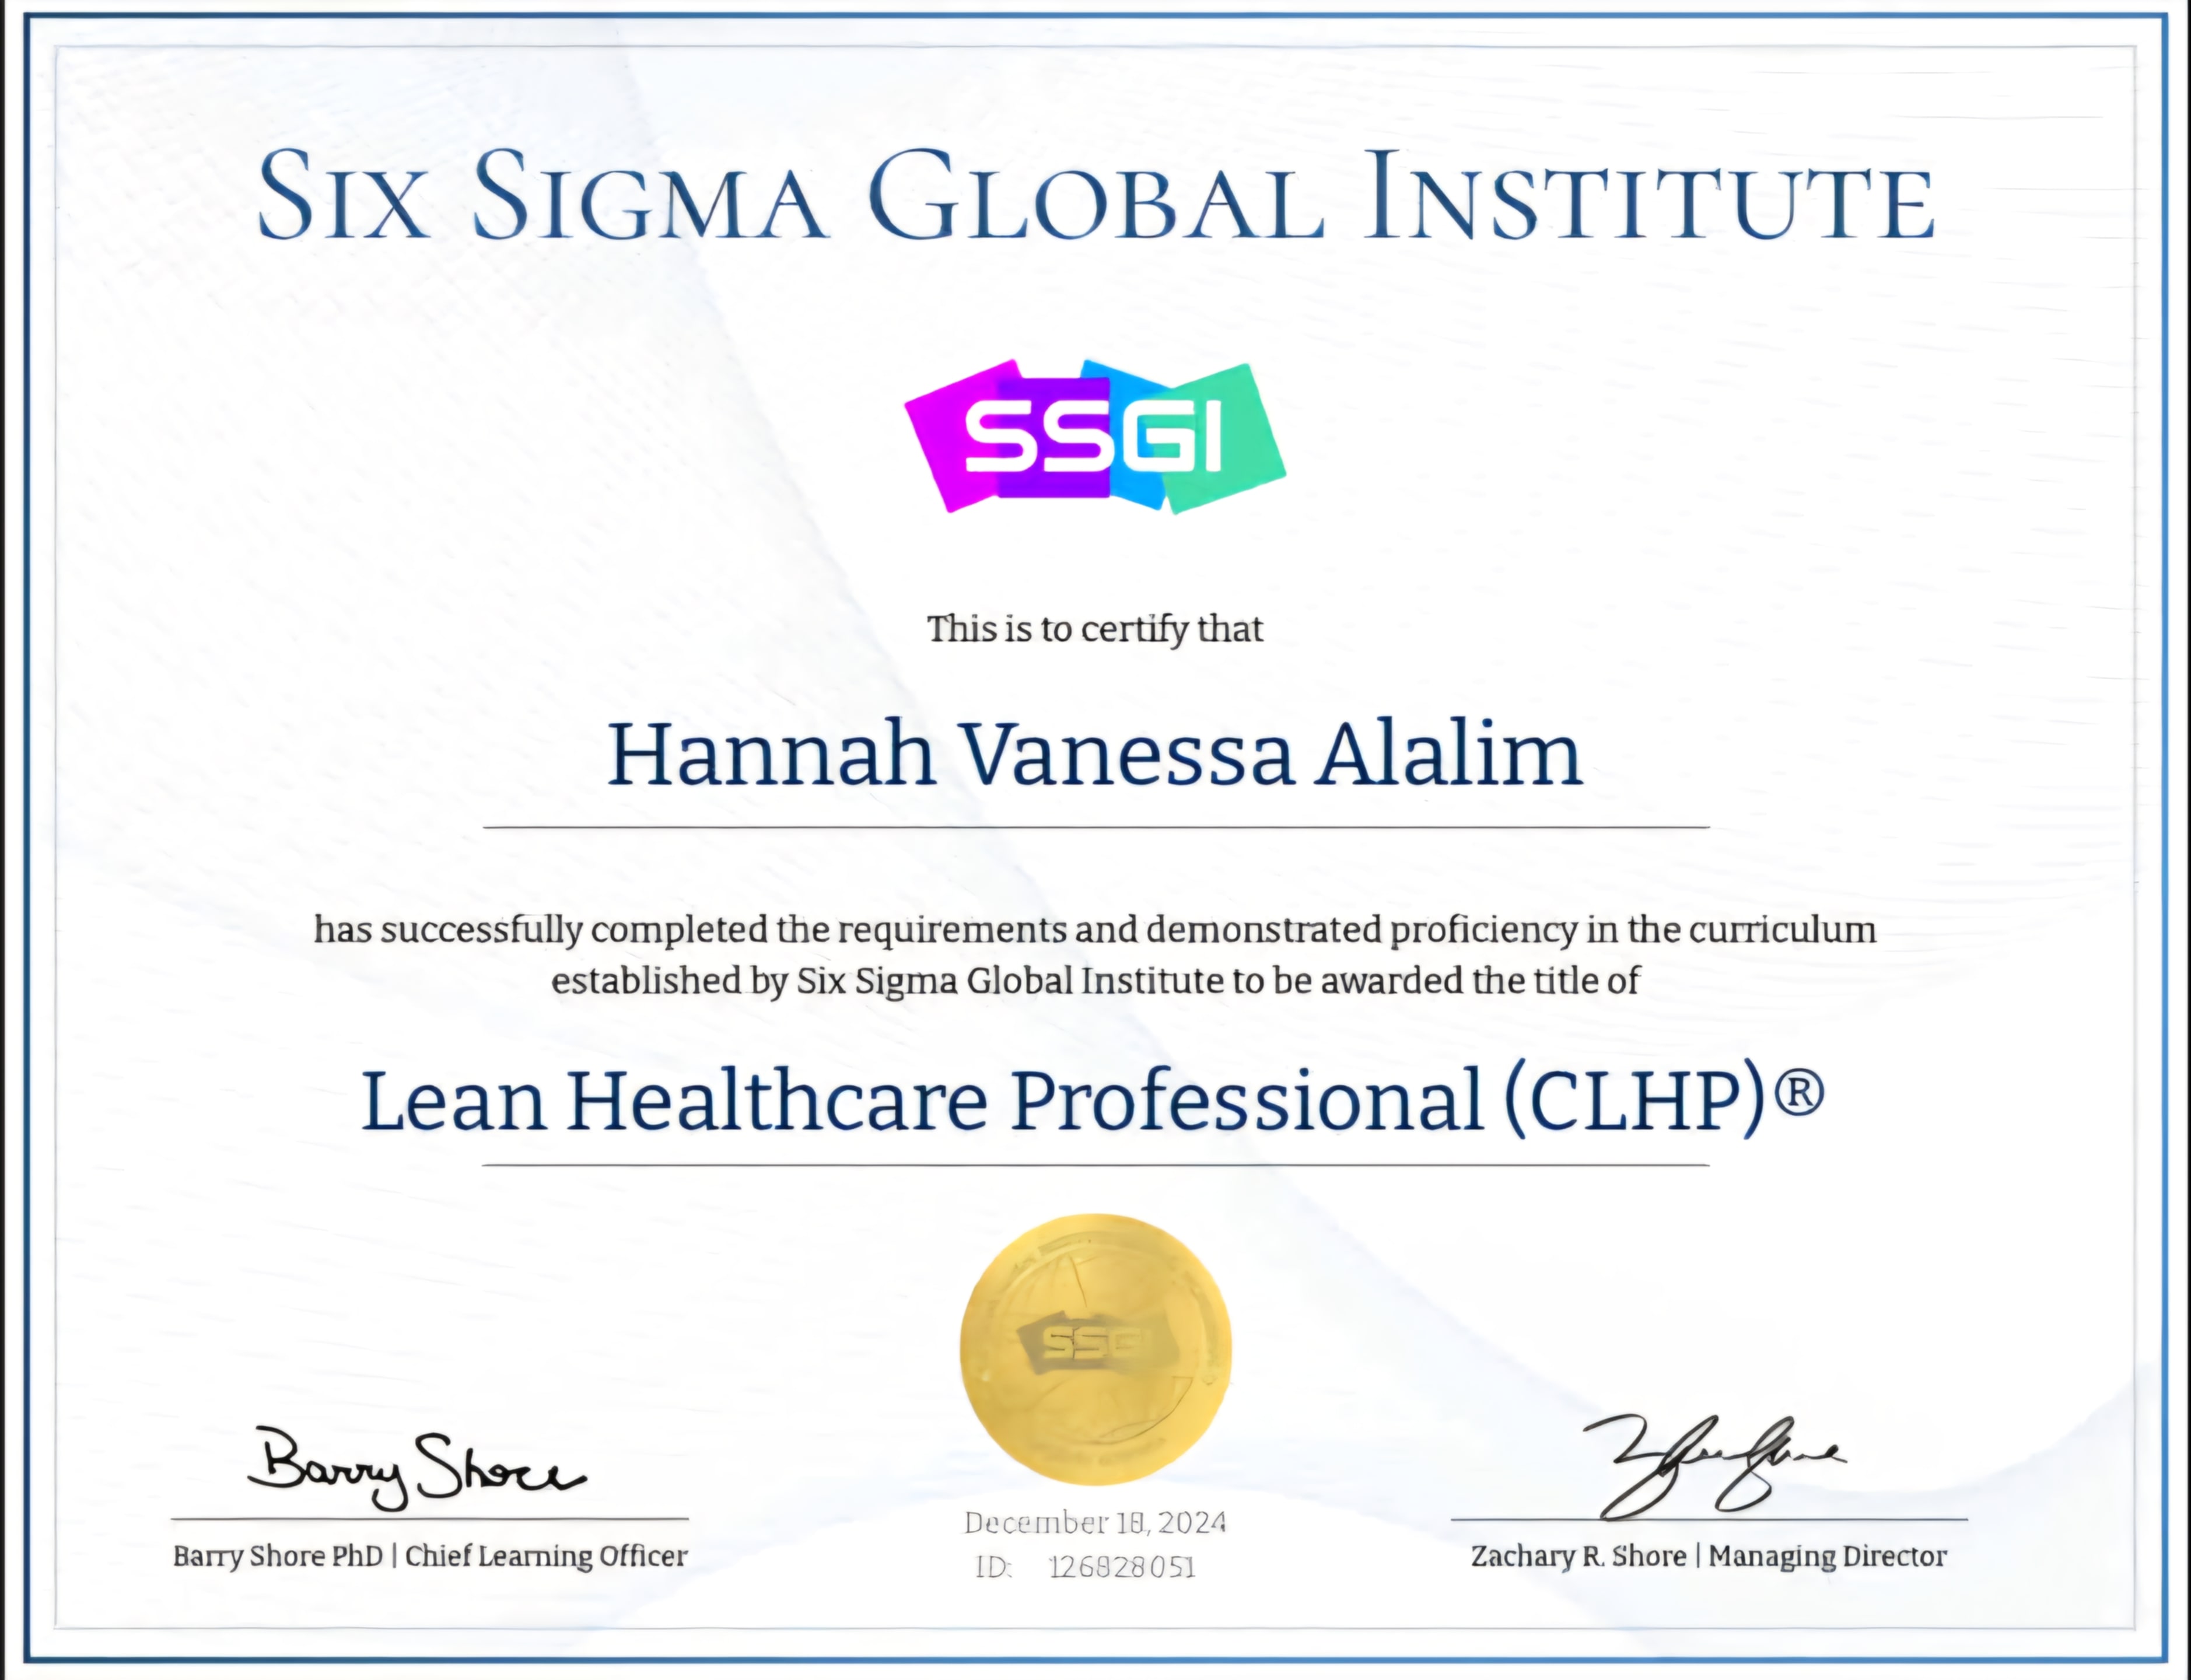 SIX SIGMA GLOBAL INSTITUTE
SSGI
This is to certify that
Hannah Vanessa Alalim
has successfully completed the requirements and demonstrated proficiency in the curriculum
established by Six Sigma Global Institute to be awarded the title of
Lean Healthcare Professional (CLHP)®
SSGI
Barry Shore
December 18, 2024
Barry Shore PhD | Chief Learning Officer
ID: 126828051
Zachary R. Shore | Managing Director